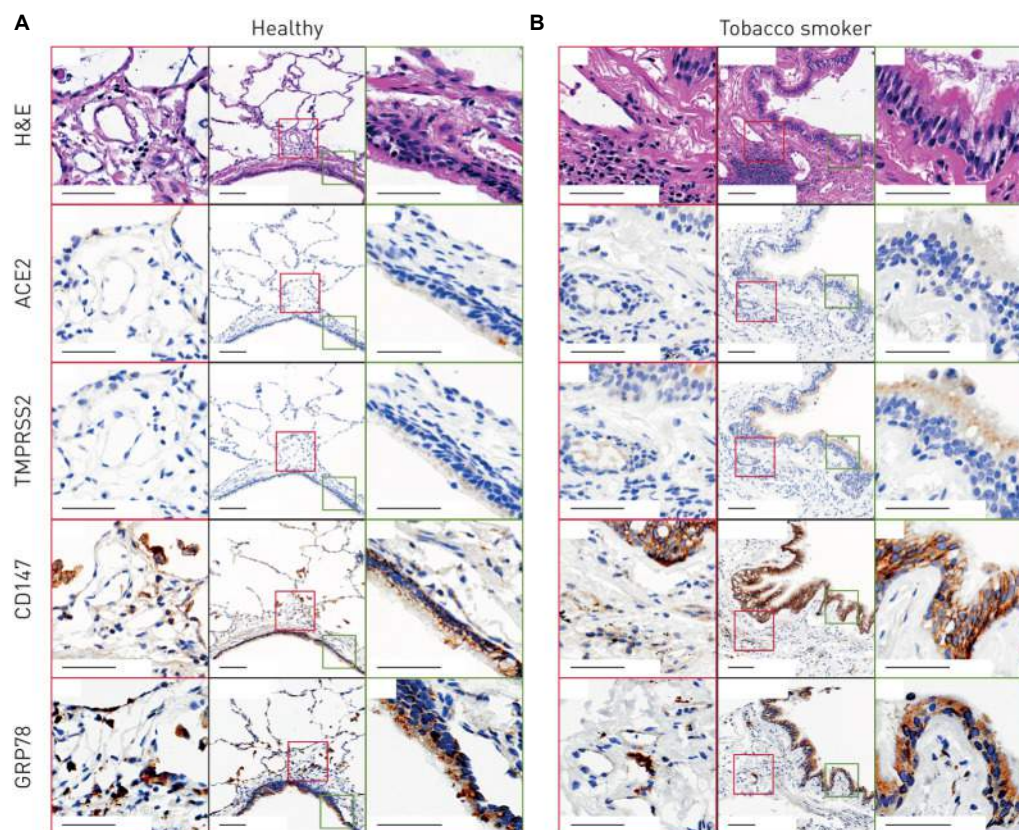 A
Healthy
B
Tobacco smoker
H&E
ACE2
TMPRSS2
CD147
GRP78